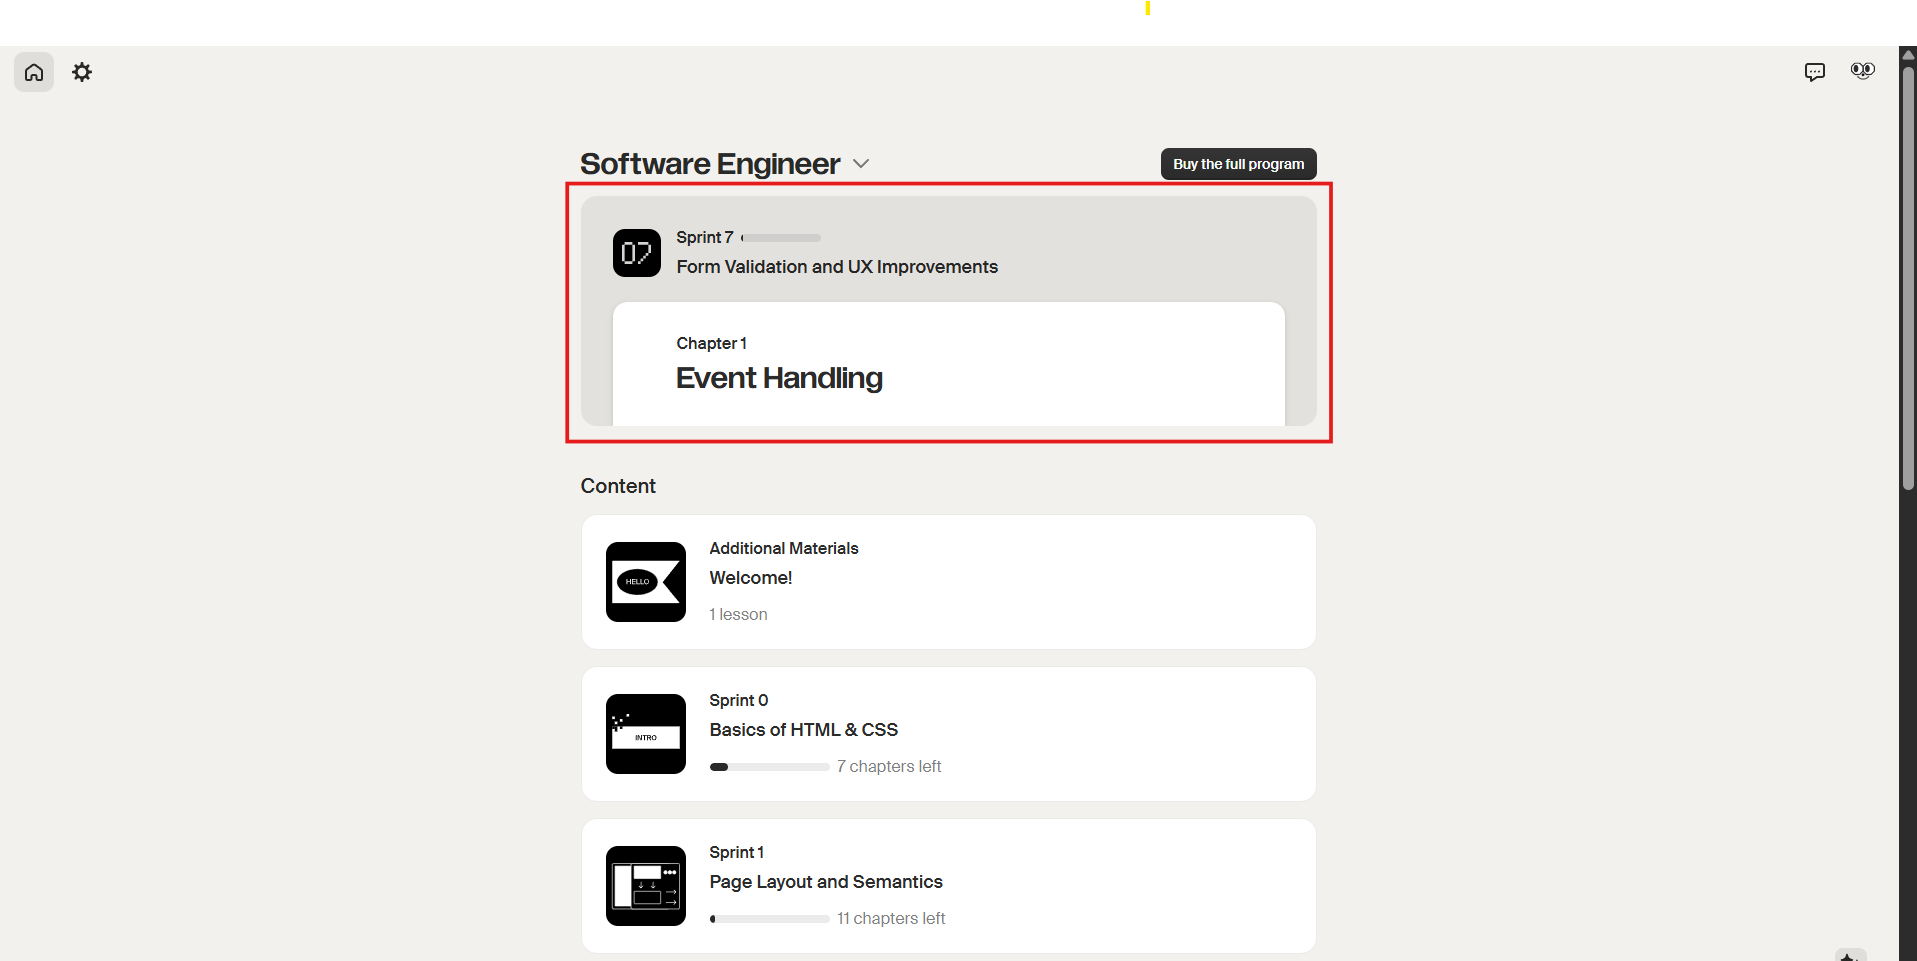 Software Engineer
Buy the full program
07
Sprint 7
Form Validation and UX Improvements
Chapter 1
Event Handling
Content
HELLO
Additional Materials
Welcome!
1 lesson
INTRO
Sprint 0
Basics of HTML & CSS
7 chapters left
Sprint 1
Page Layout and Semantics
11 chapters left